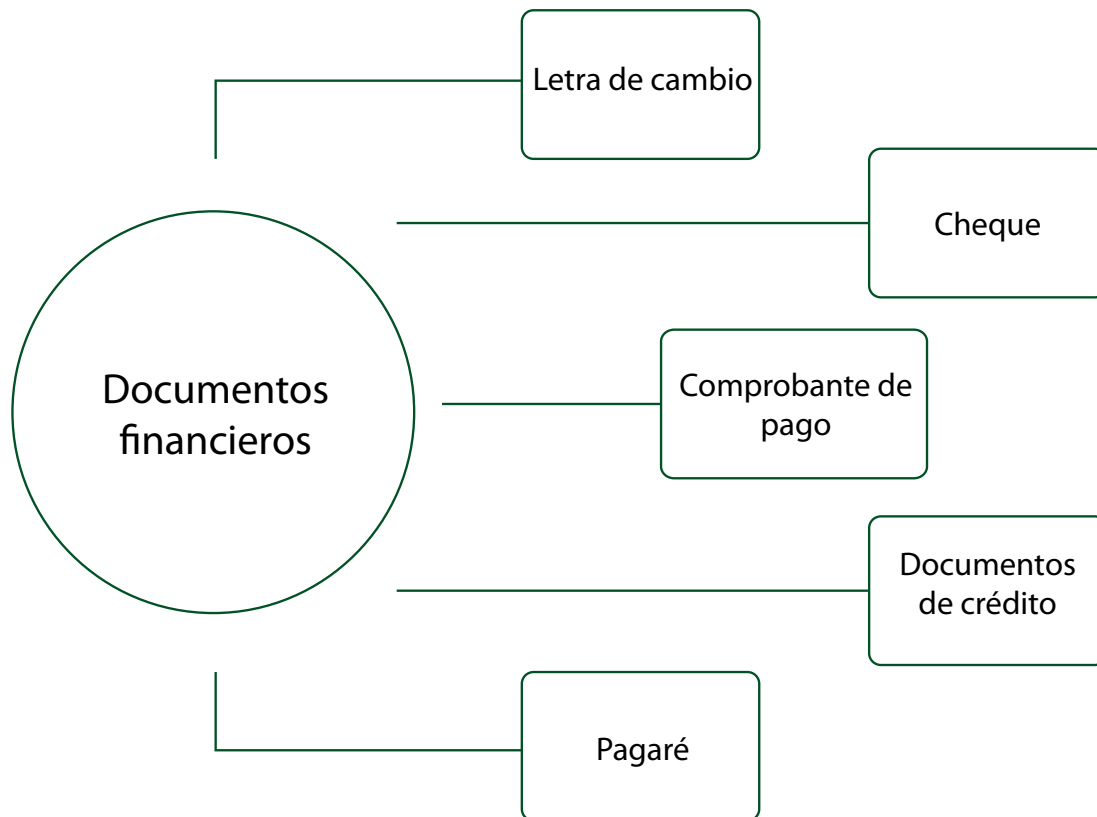 Letra de cambio
Cheque
Documentos
financieros
Comprobante de
pago
Documentos
de crédito
Pagaré